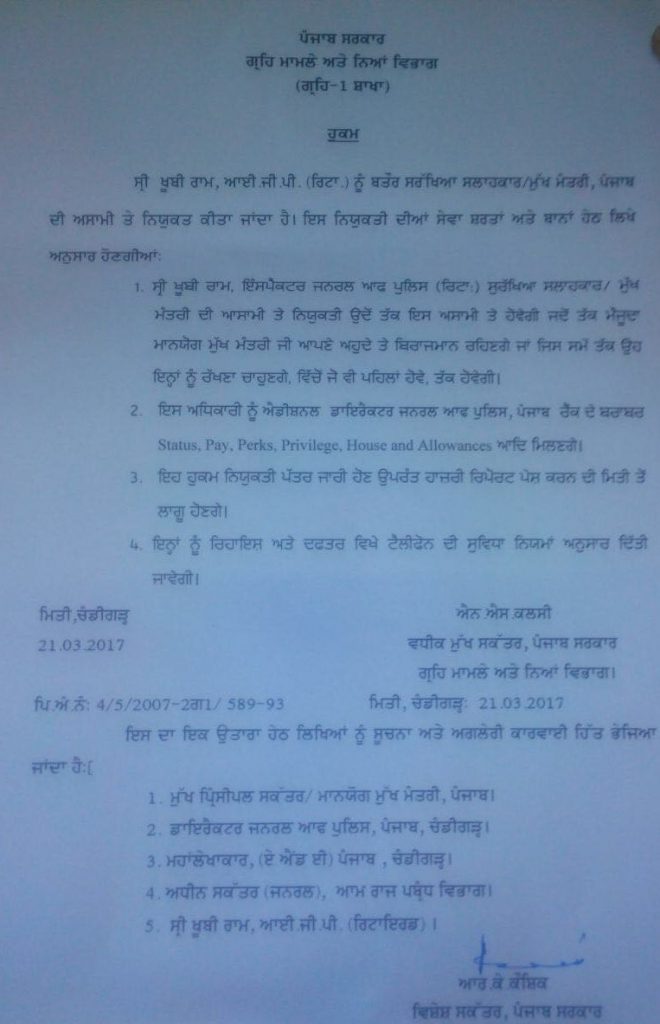 ਪੰਜਾਬ ਸਰਕਾਰ
ਗ੍ਰਹਿ ਮਾਮਲੇ ਅਤੇ ਨਿਆਂ ਵਿਭਾਗ
(ਗ੍ਰਹਿ-1 ਸ਼ਾਖਾ)
ਹੁਕਮ
ਸ੍ਰੀ ਖੂਬੀ ਰਾਮ, ਆਈ.ਜੀ.ਪੀ. (ਰਿਟਾ.) ਨੂੰ ਬਤੌਰ ਸਰੱਖਿਆ ਸਲਾਹਕਾਰ/ਮੁੱਖ ਮੰਤਰੀ, ਪੰਜਾਬ
ਦੀ ਅਸਾਮੀ ਤੇ ਨਿਯੁਕਤ ਕੀਤਾ ਜਾਂਦਾ ਹੈ। ਇਸ ਨਿਯੁਕਤੀ ਦੀਆਂ ਸੇਵਾ ਸ਼ਰਤਾਂ ਅਤੇ ਬਾਨਾਂ ਹੇਠ ਲਿਖੇ
ਅਨੁਸਾਰ ਹੋਣਗੀਆਂ:
1. ਸ੍ਰੀ ਖੂਬੀ ਰਾਮ, ਇੰਸਪੈਕਟਰ ਜਨਰਲ ਆਫ ਪੁਲਿਸ (ਰਿਟਾ:) ਸੁਰੱਖਿਆ ਸਲਾਹਕਾਰ/ ਮੁੱਖ
ਮੰਤਰੀ ਦੀ ਆਸਾਮੀ ਤੇ ਨਿਯੁਕਤੀ ਉਦੋਂ ਤੱਕ ਇਸ ਅਸਾਮੀ ਤੇ ਹੋਵੇਗੀ ਜਦੋਂ ਤੱਕ ਮੌਜੂਦਾ
ਮਾਨਯੋਗ ਮੁੱਖ ਮੰਤਰੀ ਜੀ ਆਪਣੇ ਅਹੁਦੇ ਤੇ ਬਿਰਾਜਮਾਨ ਰਹਿਣਗੇ ਜਾਂ ਜਿਸ ਸਮੇਂ ਤੱਕ ਉਹ
ਇਨ੍ਹਾਂ ਨੂੰ ਰੱਖਣਾ ਚਾਹੁਣਗੇ, ਵਿੱਚੋਂ ਜੋ ਵੀ ਪਹਿਲਾਂ ਹੋਵੇ, ਤੱਕ ਹੋਵੇਗੀ।
2. ਇਸ ਅਧਿਕਾਰੀ ਨੂੰ ਐਡੀਸ਼ਨਲ ਡਾਇਰੈਕਟਰ ਜਨਰਲ ਆਫ ਪੁਲਿਸ, ਪੰਜਾਬ ਰੈਂਕ ਦੇ ਬਰਾਬਰ
Status, Pay, Perks, Privilege, House and Allowances ਆਦਿ ਮਿਲਣਗੇ।
3. ਇਹ ਹੁਕਮ ਨਿਯੁਕਤੀ ਪੱਤਰ ਜਾਰੀ ਹੋਣ ਉਪਰੰਤ ਹਾਜ਼ਰੀ ਰਿਪੋਰਟ ਪੇਸ਼ ਕਰਨ ਦੀ ਮਿਤੀ ਤੋਂ
ਲਾਗੂ ਹੋਣਗੇ।
4. ਇਨ੍ਹਾਂ ਨੂੰ ਰਿਹਾਇਸ਼ ਅਤੇ ਦਫਤਰ ਵਿਖੇ ਟੈਲੀਫੋਨ ਦੀ ਸੁਵਿਧਾ ਨਿਯਮਾਂ ਅਨੁਸਾਰ ਦਿੱਤੀ
ਜਾਵੇਗੀ।
ਮਿਤੀ,ਚੰਡੀਗੜ੍ਹ ਐਨ.ਐਸ.ਕਲਸੀ
21.03.2017 ਵਧੀਕ ਮੁੱਖ ਸਕੱਤਰ, ਪੰਜਾਬ ਸਰਕਾਰ
ਗ੍ਰਹਿ ਮਾਮਲੇ ਅਤੇ ਨਿਆਂ ਵਿਭਾਗ।
ਪਿ.ਅੰ.ਨੰ: 4/5/2007-2ਗ1/ 589-93 ਮਿਤੀ, ਚੰਡੀਗੜ੍ਹ: 21.03.2017
ਇਸ ਦਾ ਇਕ ਉਤਾਰਾ ਹੇਠ ਲਿਖਿਆਂ ਨੂੰ ਸੂਚਨਾ ਅਤੇ ਅਗਲੇਰੀ ਕਾਰਵਾਈ ਹਿੱਤ ਭੇਜਿਆ
ਜਾਂਦਾ ਹੈ:[
1. ਮੁੱਖ ਪ੍ਰਿੰਸੀਪਲ ਸਕੱਤਰ/ ਮਾਨਯੋਗ ਮੁੱਖ ਮੰਤਰੀ, ਪੰਜਾਬ।
2. ਡਾਇਰੈਕਟਰ ਜਨਰਲ ਆਫ ਪੁਲਿਸ, ਪੰਜਾਬ, ਚੰਡੀਗੜ੍ਹ।
3. ਮਹਾਂਲੇਖਾਕਾਰ, (ਏ ਐਂਡ ਈ) ਪੰਜਾਬ , ਚੰਡੀਗੜ੍ਹ।
4. ਅਧੀਨ ਸਕੱਤਰ (ਜਨਰਲ), ਆਮ ਰਾਜ ਪਬ੍ਰੰਧ ਵਿਭਾਗ।
5. ਸ੍ਰੀ ਖੂਬੀ ਰਾਮ, ਆਈ.ਜੀ.ਪੀ. (ਰਿਟਾਇਰਡ) ।
ਆਰ.ਕੇ.ਕੌਸ਼ਿਕ
ਵਿਸ਼ੇਸ਼ ਸਕੱਤਰ, ਪੰਜਾਬ ਸਰਕਾਰ